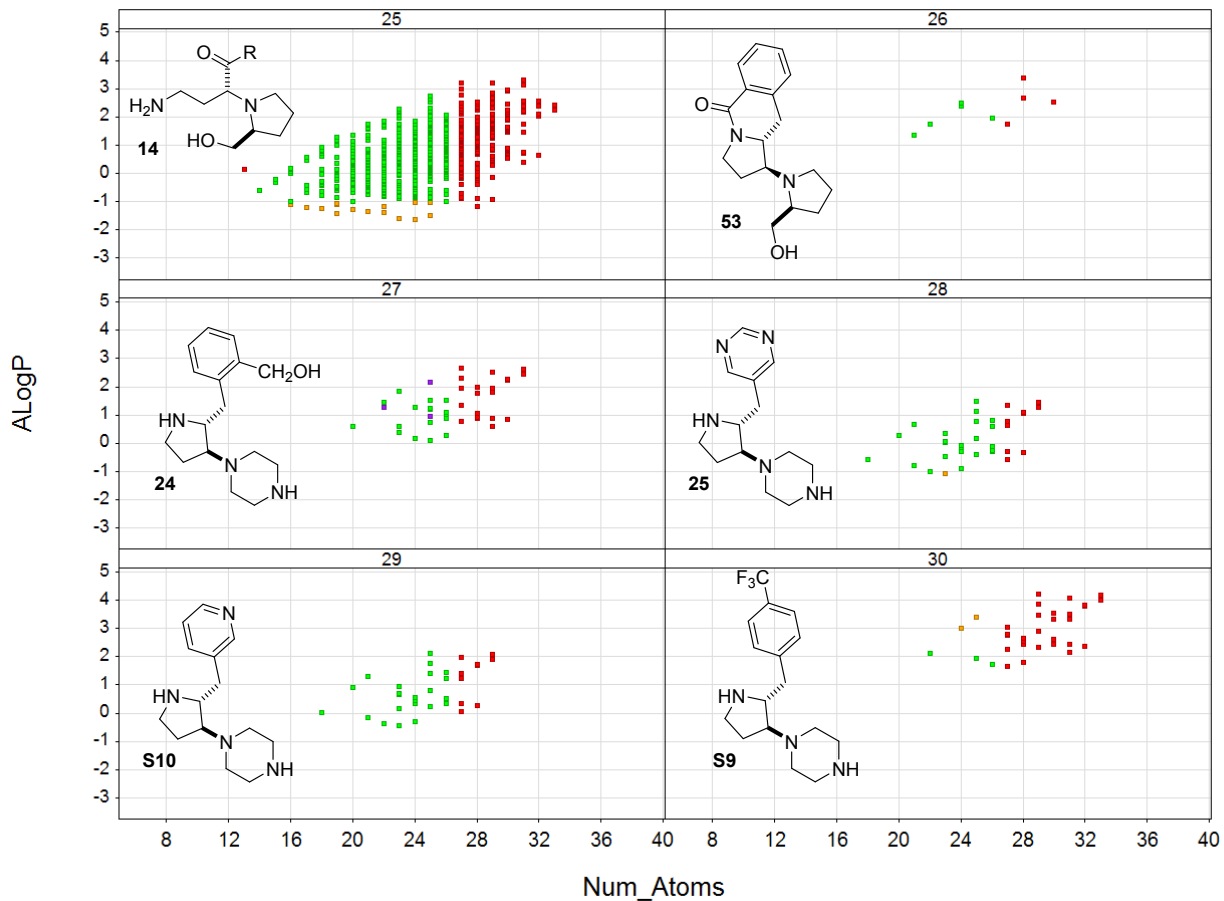 25
26
5
4
3
2
1
0
-1
-2
-3
O
R
H2N
N
HO
14
O
N
N
53
OH
27
28
5
4
3
2
1
0
-1
-2
-3
CH2OH
HN
N
NH
24
N
N
HN
N
NH
25
29
30
5
4
3
2
1
0
-1
-2
-3
N
HN
N
NH
S10
F3C
HN
N
NH
S9
8 12 16 20 24 28 32 36 40 8 12 16 20 24 28 32 36 40
ALogP
Num_Atoms